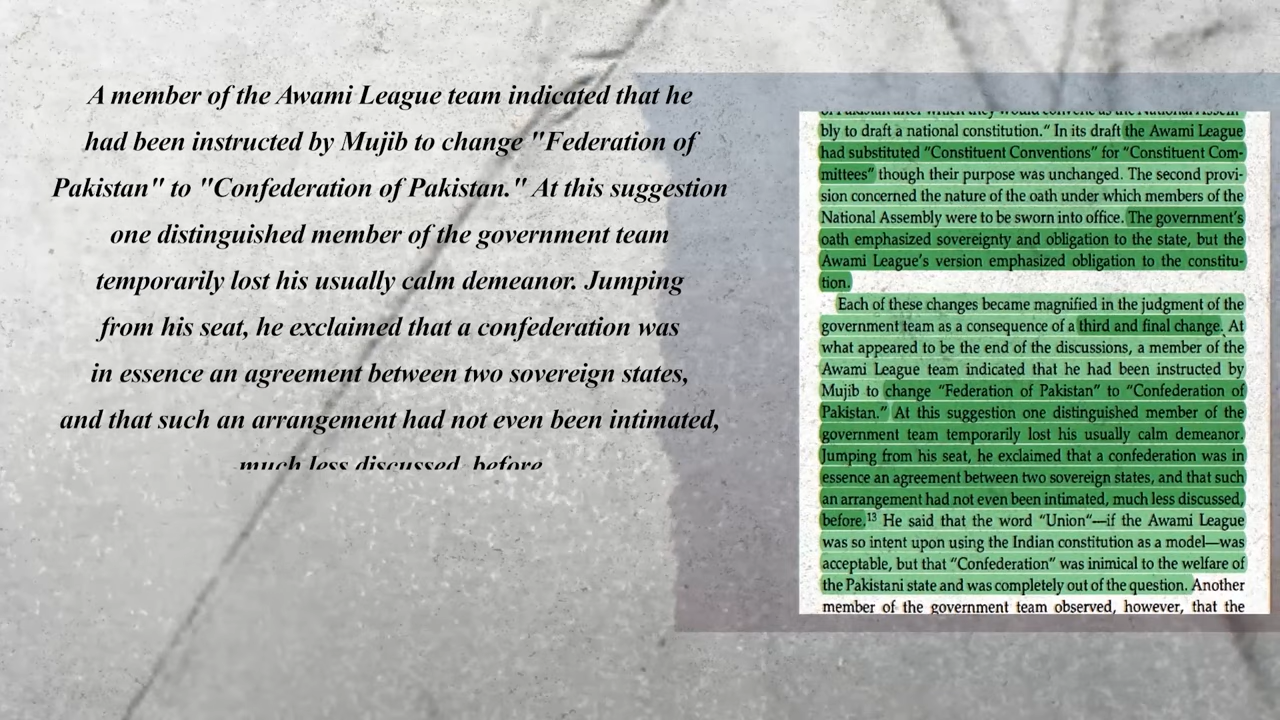 A member of the Awami League team indicated that he
had been instructed by Mujib to change "Federation of
Pakistan" to "Confederation of Pakistan." At this suggestion
one distinguished member of the government team
temporarily lost his usually calm demeanor. Jumping
from his seat, he exclaimed that a confederation was
in essence an agreement between two sovereign states,
and that such an arrangement had not even been intimated,
much less discussed, before
of Pakistan after which they would convene as the National Assem-
bly to draft a national constitution.” In its draft the Awami League
had substituted “Constituent Conventions” for “Constituent Com-
mittees” though their purpose was unchanged. The second provi-
sion concerned the nature of the oath under which members of the
National Assembly were to be sworn into office. The government’s
oath emphasized sovereignty and obligation to the state, but the
Awami League’s version emphasized obligation to the constitu-
tion.
Each of these changes became magnified in the judgment of the
government team as a consequence of a third and final change. At
what appeared to be the end of the discussions, a member of the
Awami League team indicated that he had been instructed by
Mujib to change “Federation of Pakistan” to “Confederation of
Pakistan.” At this suggestion one distinguished member of the
government team temporarily lost his usually calm demeanor.
Jumping from his seat, he exclaimed that a confederation was in
essence an agreement between two sovereign states, and that such
an arrangement had not even been intimated, much less discussed,
before.13 He said that the word “Union“—if the Awami League
was so intent upon using the Indian constitution as a model—was
acceptable, but that “Confederation” was inimical to the welfare of
the Pakistani state and was completely out of the question. Another
member of the government team observed, however, that the